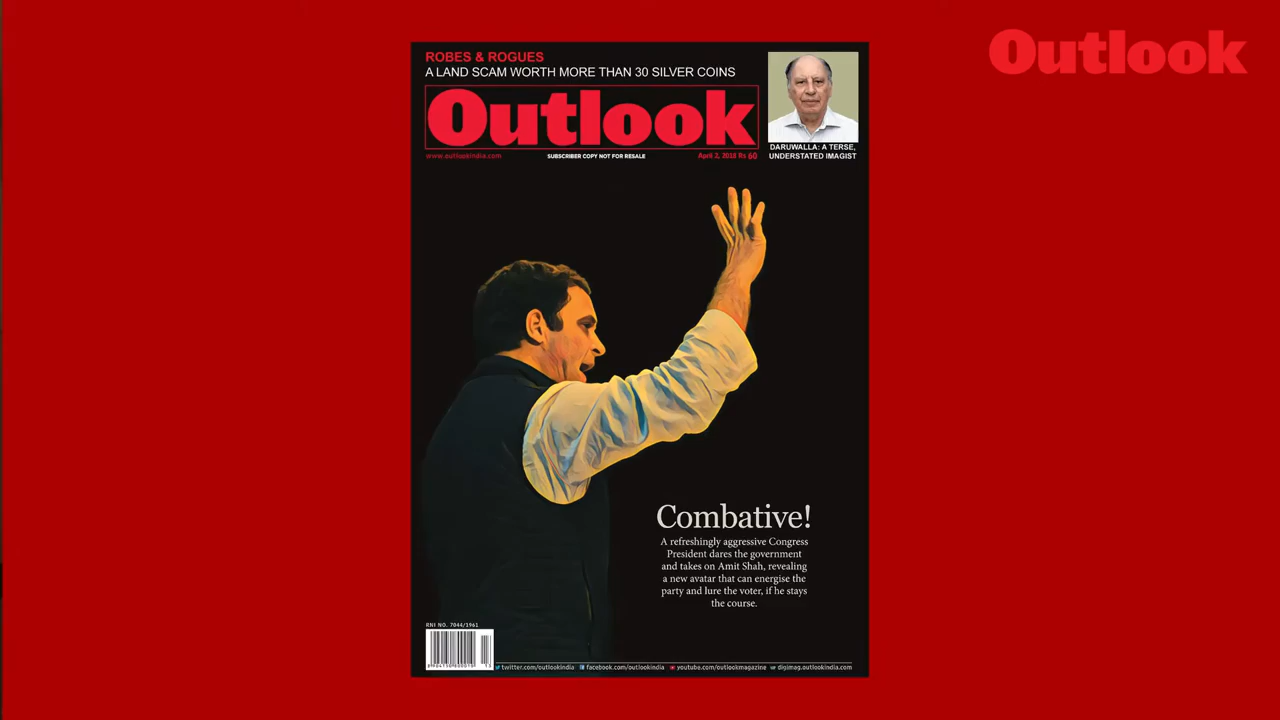 Outlook
ROBES & ROGUES
A LAND SCAM WORTH MORE THAN 30 SILVER COINS
Outlook
www.outlookindia.com
SUBSCRIBER COPY NOT FOR RESALE
April 2, 2018 Rs 60
DARUWALLA: A TERSE,
UNDERSTATED IMAGIST
Combative!
A refreshingly aggressive Congress
President dares the government
and takes on Amit Shah, revealing
a new avatar that can energise the
party and lure the voter, if he stays
the course.
RNI NO. 7044/1961
twitter.com/outlookindia
facebook.com/outlookindia
youtube.com/outlookmagazine
digimag.outlookindia.com